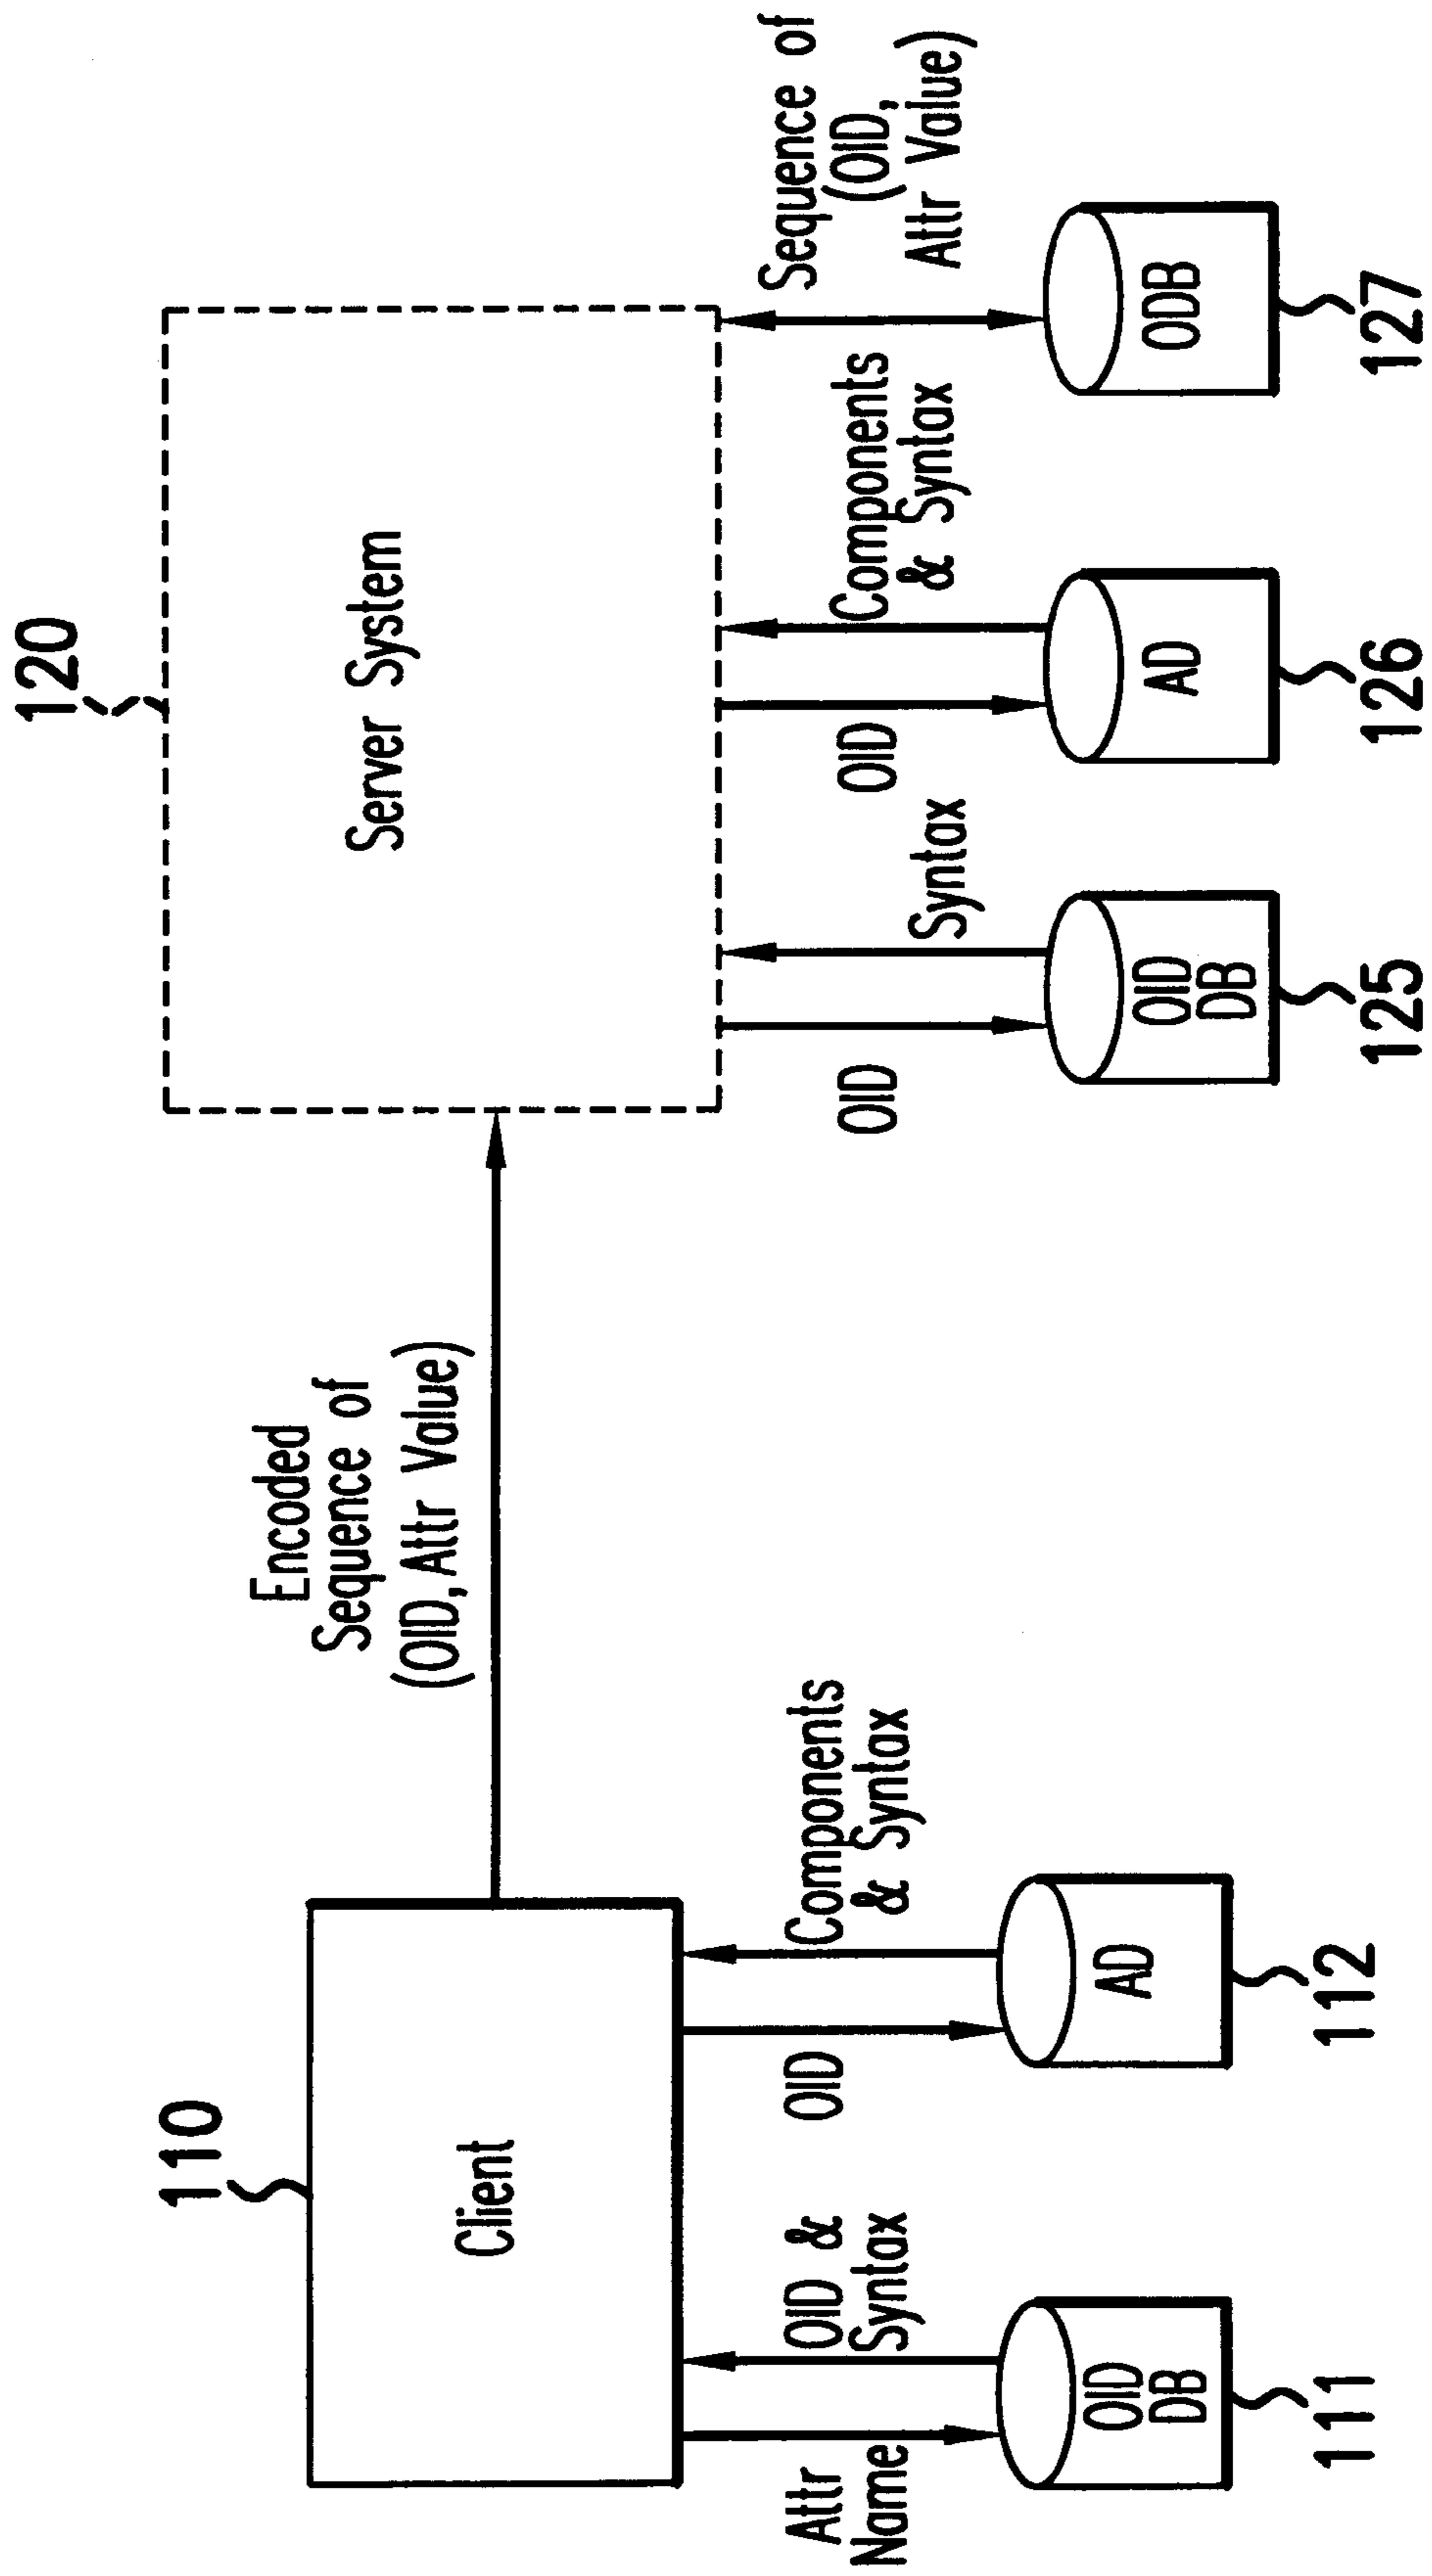 120
Server System
110
Client
Encoded
Sequence of
(OID, Attr Value)
Attr
Name
OID &
Syntax
OID
Components
& Syntax
OID
Syntax
OID
Components
& Syntax
Sequence of
(OID,
Attr Value)
OID
DB
AD
OID
DB
AD
ODB
111
112
125
126
127